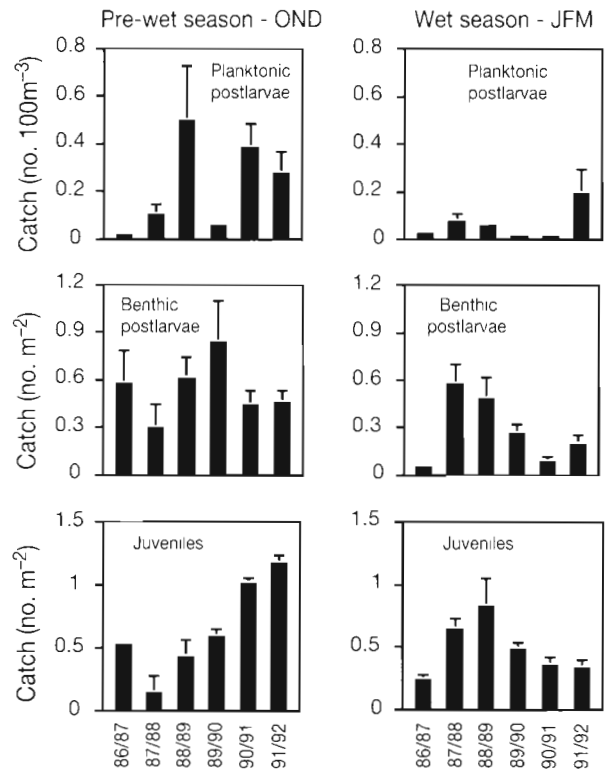 Pre-wet season - OND
Wet season - JFM
Catch (no. 100m⁻³)
0.8
0.6
0.4
0.2
0
Planktonic
postlarvae
0.8
0.6
0.4
0.2
0
Planktonic
postlarvae
Catch (no. m⁻²)
1.2
0.9
0.6
0.3
0
Benthic
postlarvae
1.2
0.9
0.6
0.3
0
Benthic
postlarvae
Catch (no. m⁻²)
1.5
1
0.5
0
Juveniles
1.5
1
0.5
0
Juveniles
86/87
87/88
88/89
89/90
90/91
91/92
86/87
87/88
88/89
89/90
90/91
91/92